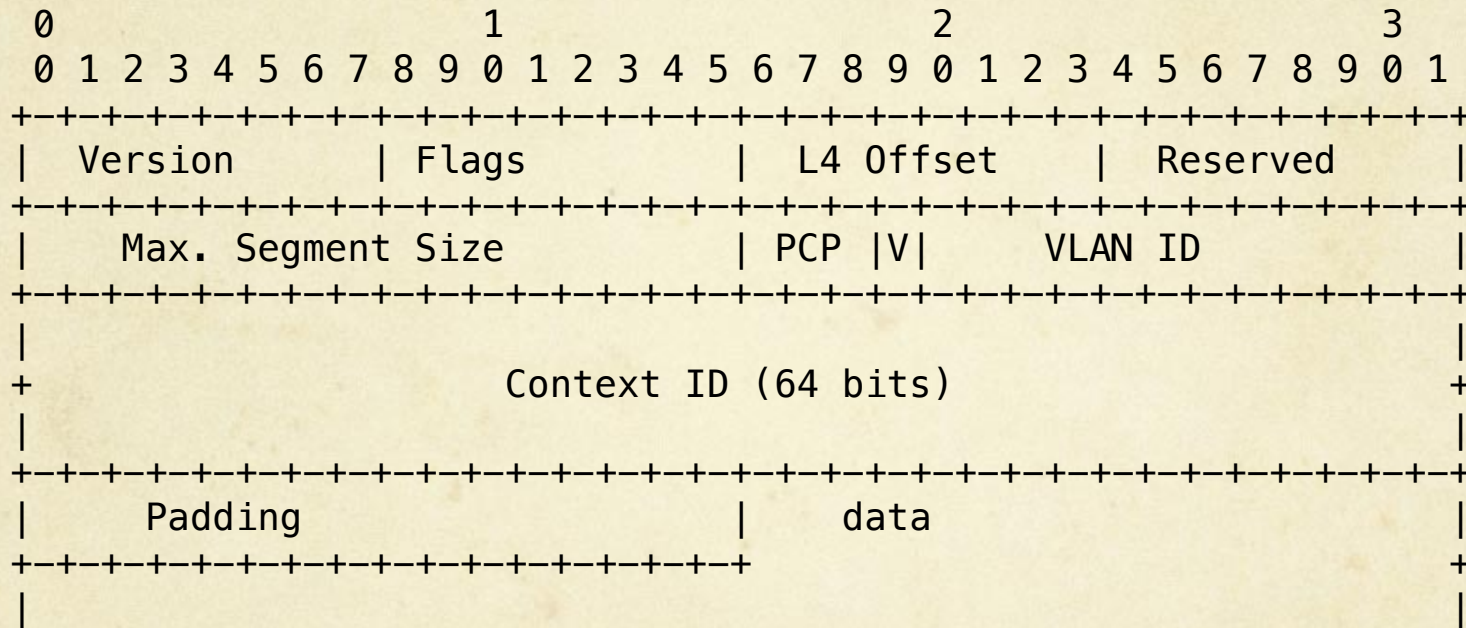 0                   1                   2                   3
0 1 2 3 4 5 6 7 8 9 0 1 2 3 4 5 6 7 8 9 0 1 2 3 4 5 6 7 8 9 0 1
+-+-+-+-+-+-+-+-+-+-+-+-+-+-+-+-+-+-+-+-+-+-+-+-+-+-+-+-+-+-+-+-+
|  Version      | Flags         |  L4 Offset    |  Reserved     |
+-+-+-+-+-+-+-+-+-+-+-+-+-+-+-+-+-+-+-+-+-+-+-+-+-+-+-+-+-+-+-+-+
|    Max. Segment Size          | PCP |V|     VLAN ID           |
+-+-+-+-+-+-+-+-+-+-+-+-+-+-+-+-+-+-+-+-+-+-+-+-+-+-+-+-+-+-+-+-+
|                                                               |
+                     Context ID (64 bits)                      +
|                                                               |
+-+-+-+-+-+-+-+-+-+-+-+-+-+-+-+-+-+-+-+-+-+-+-+-+-+-+-+-+-+-+-+-+
|     Padding                   |    data                       |
+-+-+-+-+-+-+-+-+-+-+-+-+-+-+-+-+                               +
|                                                               |